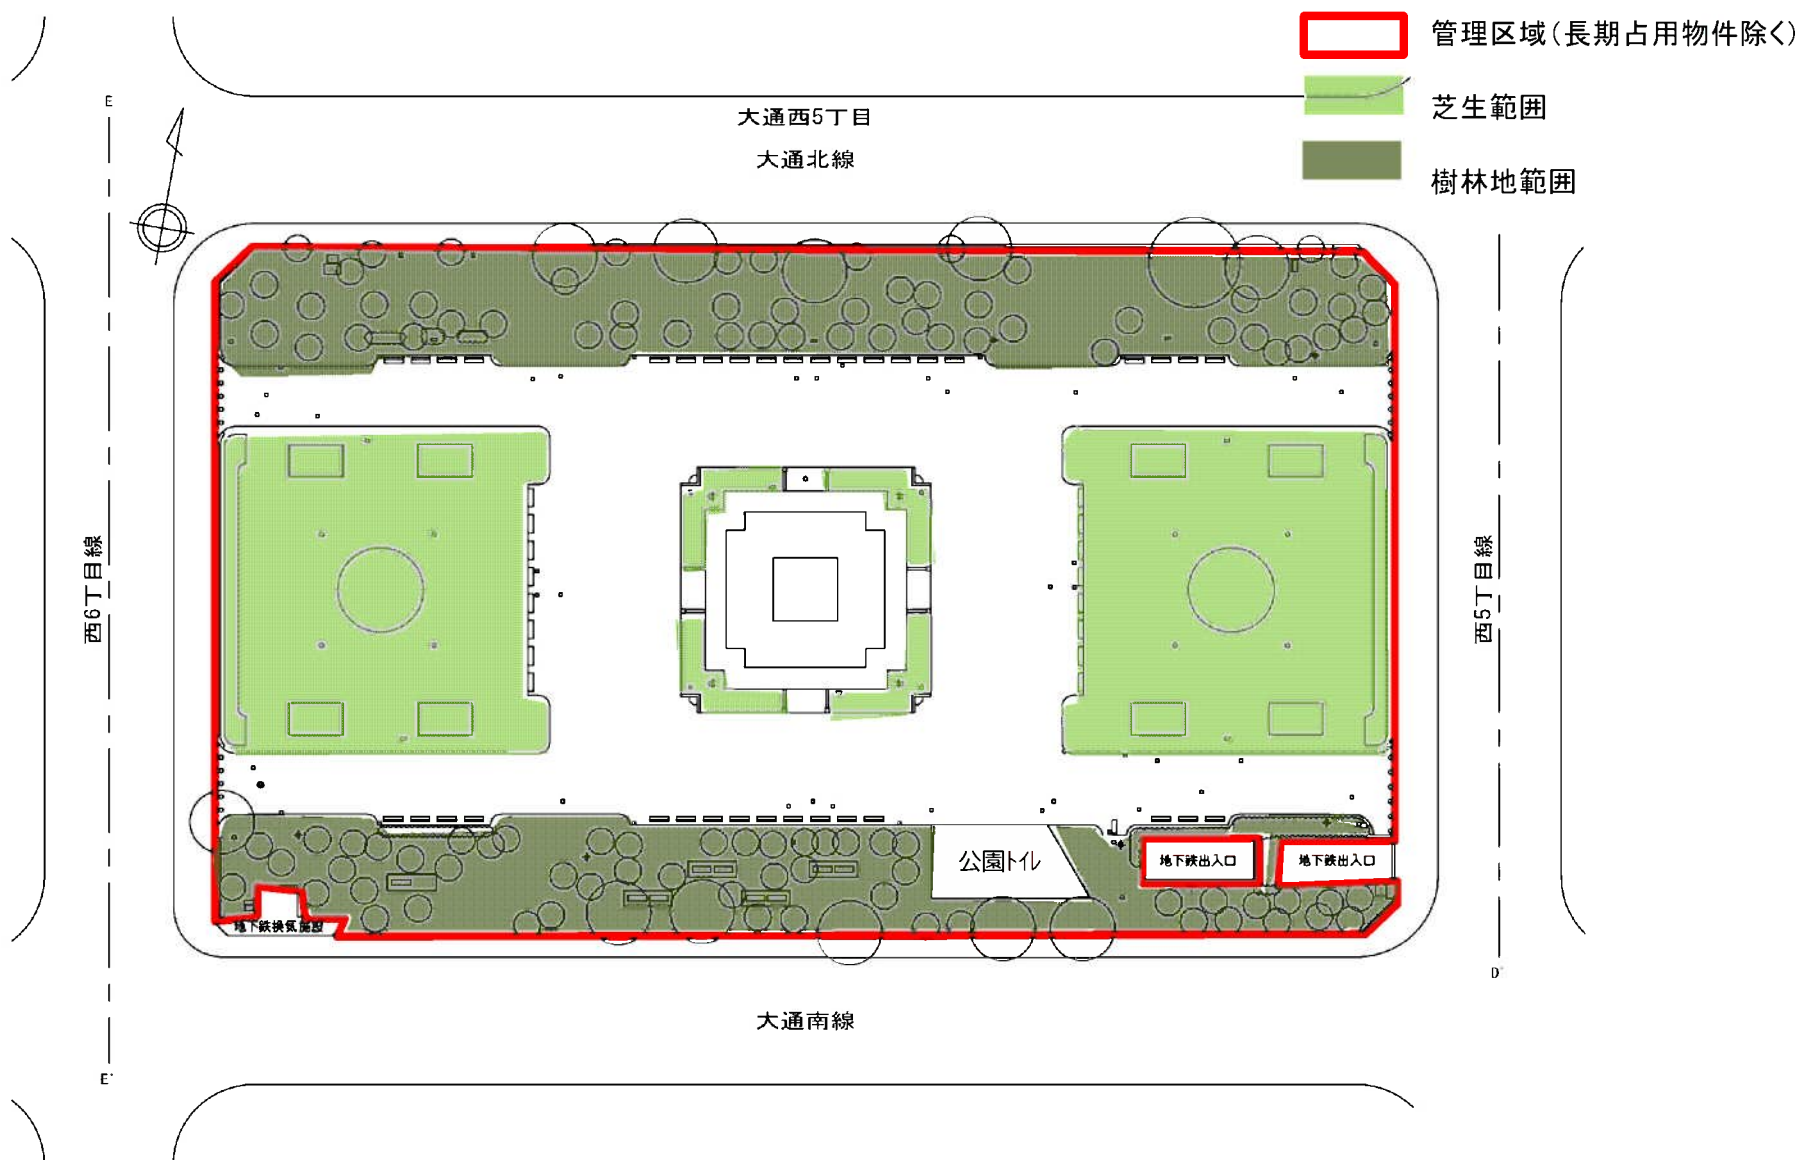 管理区域(長期占用物件除く)
芝生範囲
樹林地範囲
E
大通西5丁目
大通北線
西6丁目線
西5丁目線
公園トイレ
地下鉄出入口
地下鉄出入口
地下鉄換気施設
D'
大通南線
E'